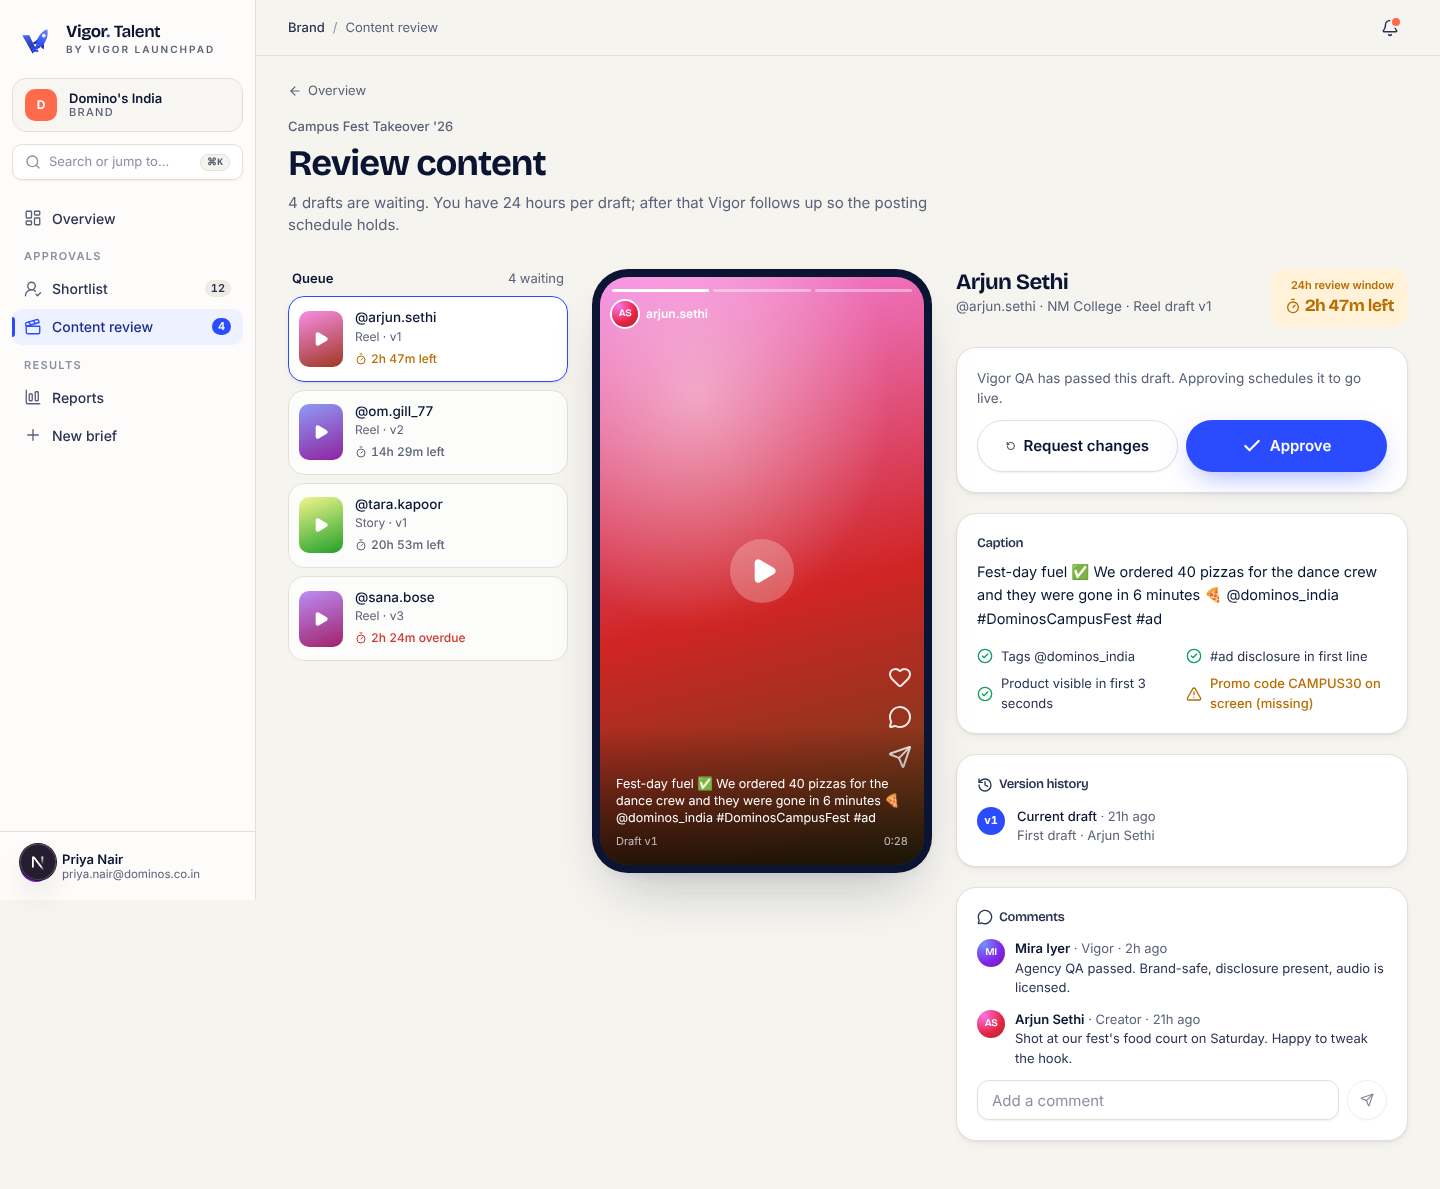 Vigor. Talent
BY VIGOR LAUNCHPAD
D
Domino's India
BRAND
Search or jump to...
⌘K
Overview
APPROVALS
Shortlist
12
Content review
4
RESULTS
Reports
New brief
N
Priya Nair
priya.nair@dominos.co.in
Brand / Content review
Overview
Campus Fest Takeover '26
Review content
4 drafts are waiting. You have 24 hours per draft; after that Vigor follows up so the posting
schedule holds.
Queue
4 waiting
@arjun.sethi
Reel · v1
2h 47m left
@om.gill_77
Reel · v2
14h 29m left
@tara.kapoor
Story · v1
20h 53m left
@sana.bose
Reel · v3
2h 24m overdue
AS
arjun.sethi
Fest-day fuel ✅ We ordered 40 pizzas for the
dance crew and they were gone in 6 minutes 🍕
@dominos_india #DominosCampusFest #ad
Draft v1
0:28
Arjun Sethi
@arjun.sethi · NM College · Reel draft v1
24h review window
2h 47m left
Vigor QA has passed this draft. Approving schedules it to go
live.
Request changes
Approve
Caption
Fest-day fuel ✅ We ordered 40 pizzas for the dance crew
and they were gone in 6 minutes 🍕 @dominos_india
#DominosCampusFest #ad
Tags @dominos_india
#ad disclosure in first line
Product visible in first 3
seconds
Promo code CAMPUS30 on
screen (missing)
Version history
v1
Current draft · 21h ago
First draft · Arjun Sethi
Comments
MI
Mira Iyer · Vigor · 2h ago
Agency QA passed. Brand-safe, disclosure present, audio is
licensed.
AS
Arjun Sethi · Creator · 21h ago
Shot at our fest's food court on Saturday. Happy to tweak
the hook.
Add a comment